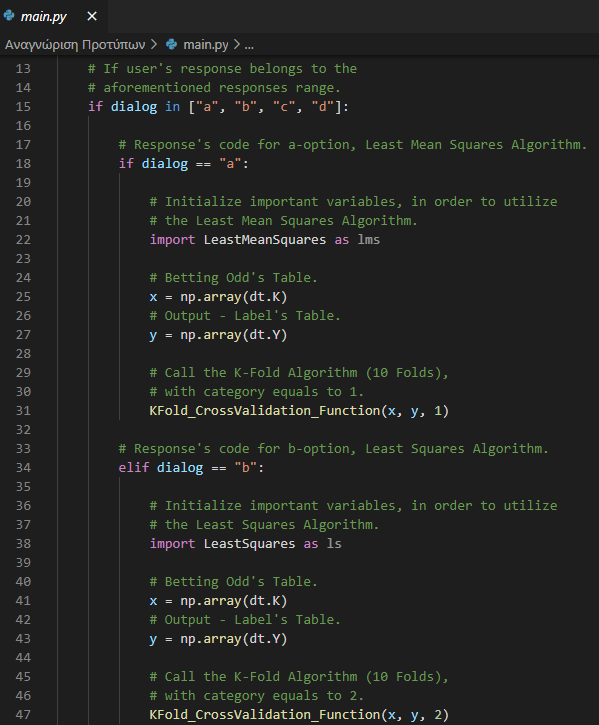 main.py ×
Αναγνώριση Προτύπων > main.py > ...
13 # If user's response belongs to the
14 # aforementioned responses range.
15 if dialog in ["a", "b", "c", "d"]:
16
17 # Response's code for a-option, Least Mean Squares Algorithm.
18 if dialog == "a":
19
20 # Initialize important variables, in order to utilize
21 # the Least Mean Squares Algorithm.
22 import LeastMeanSquares as lms
23
24 # Betting Odd's Table.
25 x = np.array(dt.K)
26 # Output - Label's Table.
27 y = np.array(dt.Y)
28
29 # Call the K-Fold Algorithm (10 Folds),
30 # with category equals to 1.
31 KFold_CrossValidation_Function(x, y, 1)
32
33 # Response's code for b-option, Least Squares Algorithm.
34 elif dialog == "b":
35
36 # Initialize important variables, in order to utilize
37 # the Least Squares Algorithm.
38 import LeastSquares as ls
39
40 # Betting Odd's Table.
41 x = np.array(dt.K)
42 # Output - Label's Table.
43 y = np.array(dt.Y)
44
45 # Call the K-Fold Algorithm (10 Folds),
46 # with category equals to 2.
47 KFold_CrossValidation_Function(x, y, 2)